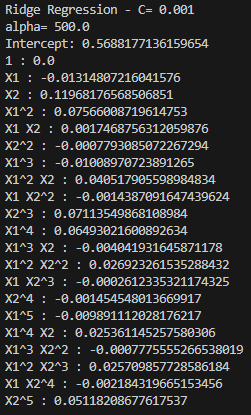 Ridge Regression - C= 0.001
alpha= 500.0
Intercept: 0.5688177136159654
1 : 0.0
X1 : -0.01314807216041576
X2 : 0.11968176568506851
X1^2 : 0.07566008719614753
X1 X2 : 0.0017468756312059876
X2^2 : -0.0007793085072267294
X1^3 : -0.01008970723891265
X1^2 X2 : 0.040517905598984834
X1 X2^2 : -0.0014387091647439624
X2^3 : 0.07113549868108984
X1^4 : 0.06493021600892634
X1^3 X2 : -0.004041931645871178
X1^2 X2^2 : 0.026923261535288432
X1 X2^3 : -0.0002612335321174325
X2^4 : -0.001454548013669917
X1^5 : -0.009891112028176217
X1^4 X2 : 0.025361145257580306
X1^3 X2^2 : -0.0007775555266538019
X1^2 X2^3 : 0.025709857728586184
X1 X2^4 : -0.002184319665153456
X2^5 : 0.05118208677617537